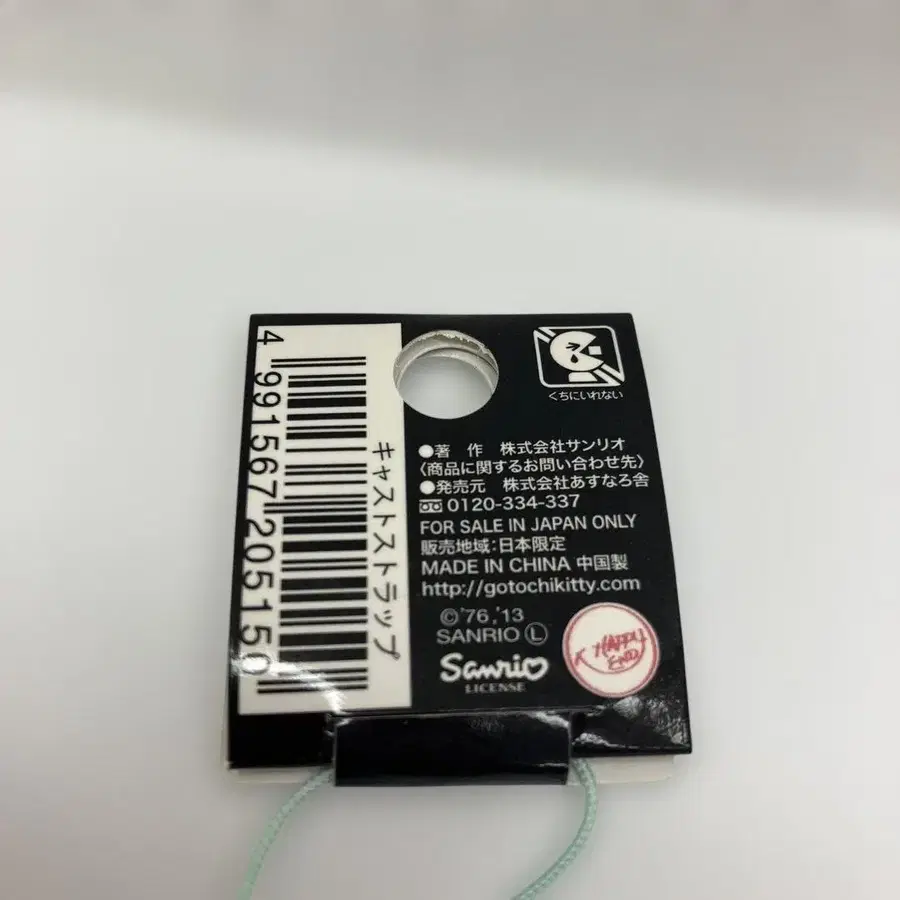 4 991567 205150
キャストストラップ
くちにいれない
●著 作 株式会社サンリオ
〈商品に関するお問い合わせ先〉
●発売元 株式会社あすなろ舎
0120-334-337
FOR SALE IN JAPAN ONLY
販売地域:日本限定
MADE IN CHINA 中国製
http://gotochikitty.com
©'76,'13
SANRIO Ⓛ
Sanrio
LICENSE
HAPPY
END